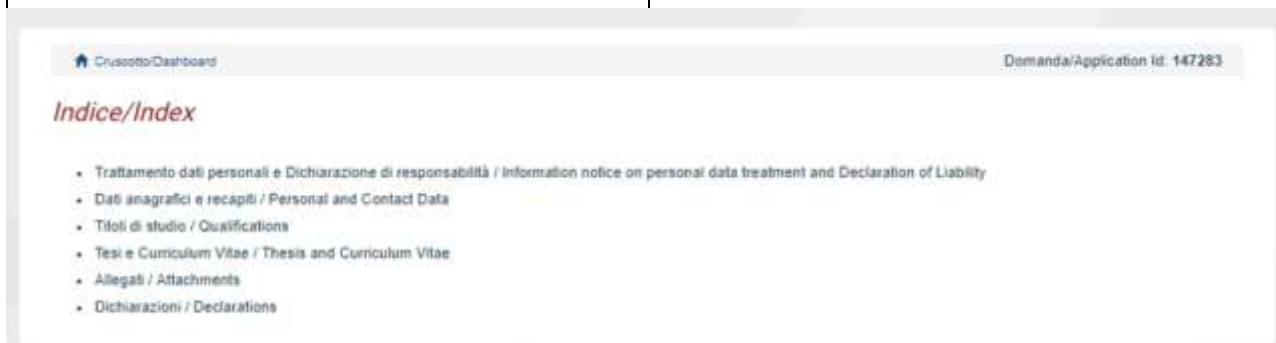 Cruscotto/Dashboard
Domanda/Application Id: 147283
Indice/Index
Trattamento dati personali e Dichiarazione di responsabilità / Information notice on personal data treatment and Declaration of Liability
Dati anagrafici e recapiti / Personal and Contact Data
Titoli di studio / Qualifications
Tesi e Curriculum Vitae / Thesis and Curriculum Vitae
Allegati / Attachments
Dichiarazioni / Declarations